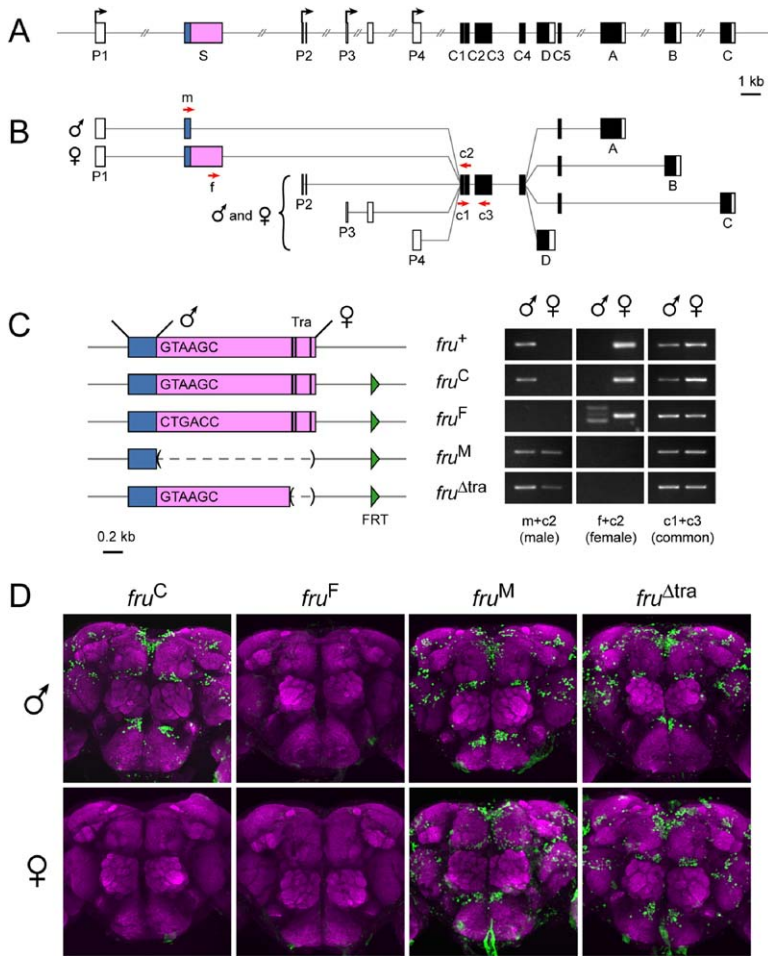 A
P1 S P2 P3 P4 C1 C2 C3 C4 D C5 A B C
1 kb
B
m
♂
A
♀
P1
f
c2
B
♂ and ♀
P2
c1 c3
C
P3
P4
D
C
♂ Tra ♀
GTAAGC
GTAAGC
CTGACC
GTAAGC
FRT
0.2 kb
♂ ♀ ♂ ♀ ♂ ♀
fru+
fruC
fruF
fruM
fruΔtra
m+c2 f+c2 c1+c3
(male) (female) (common)
D
fruC fruF fruM fruΔtra
♂
♀